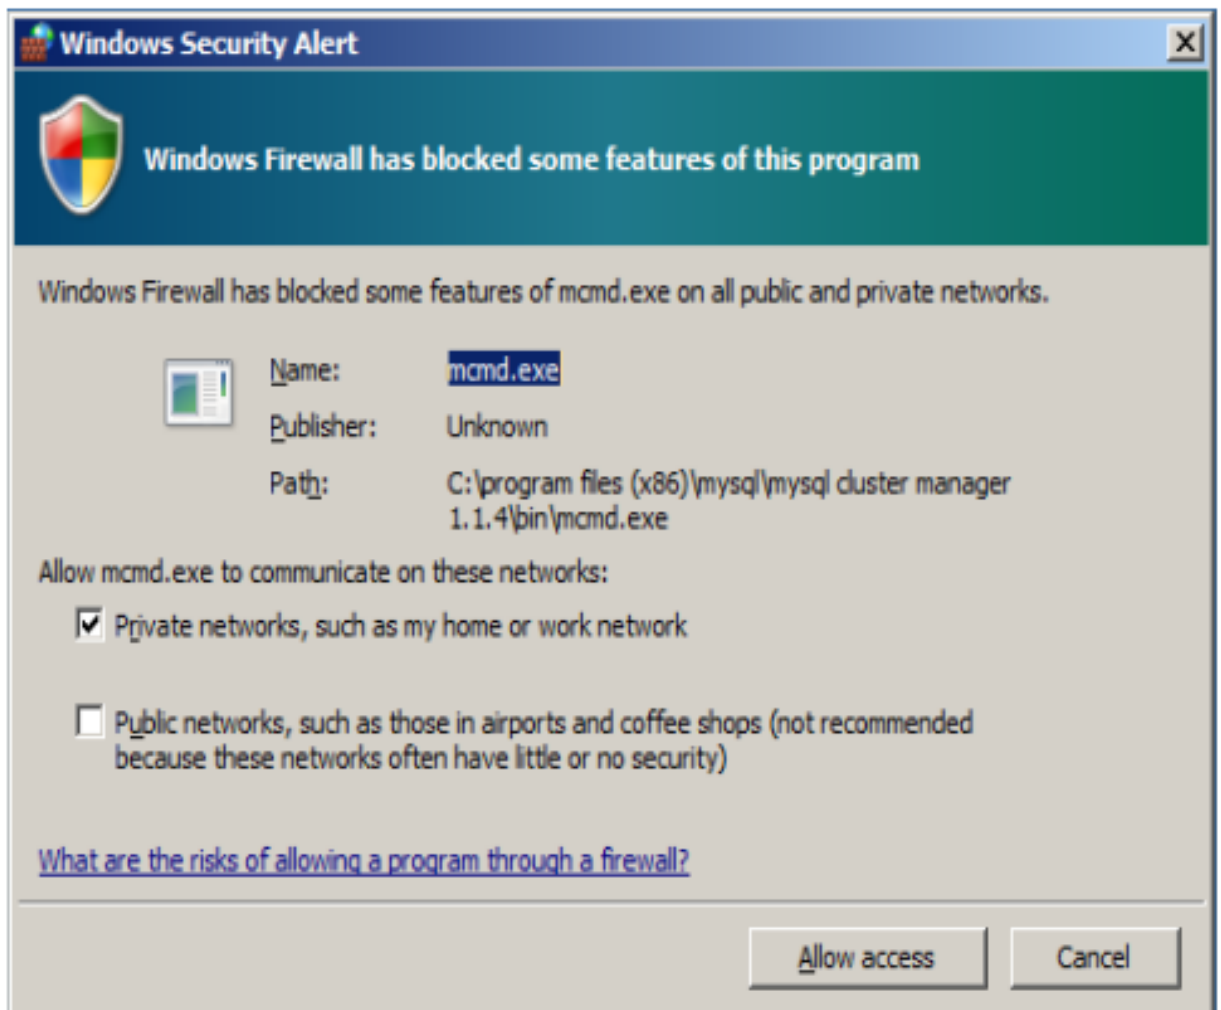 Windows Security Alert
Windows Firewall has blocked some features of this program
Windows Firewall has blocked some features of mcmd.exe on all public and private networks.
Name: mcmd.exe
Publisher: Unknown
Path: C:\program files (x86)\mysql\mysql cluster manager
1.1.4\bin\mcmd.exe
Allow mcmd.exe to communicate on these networks:
Private networks, such as my home or work network
Public networks, such as those in airports and coffee shops (not recommended
because these networks often have little or no security)
What are the risks of allowing a program through a firewall?
Allow access Cancel